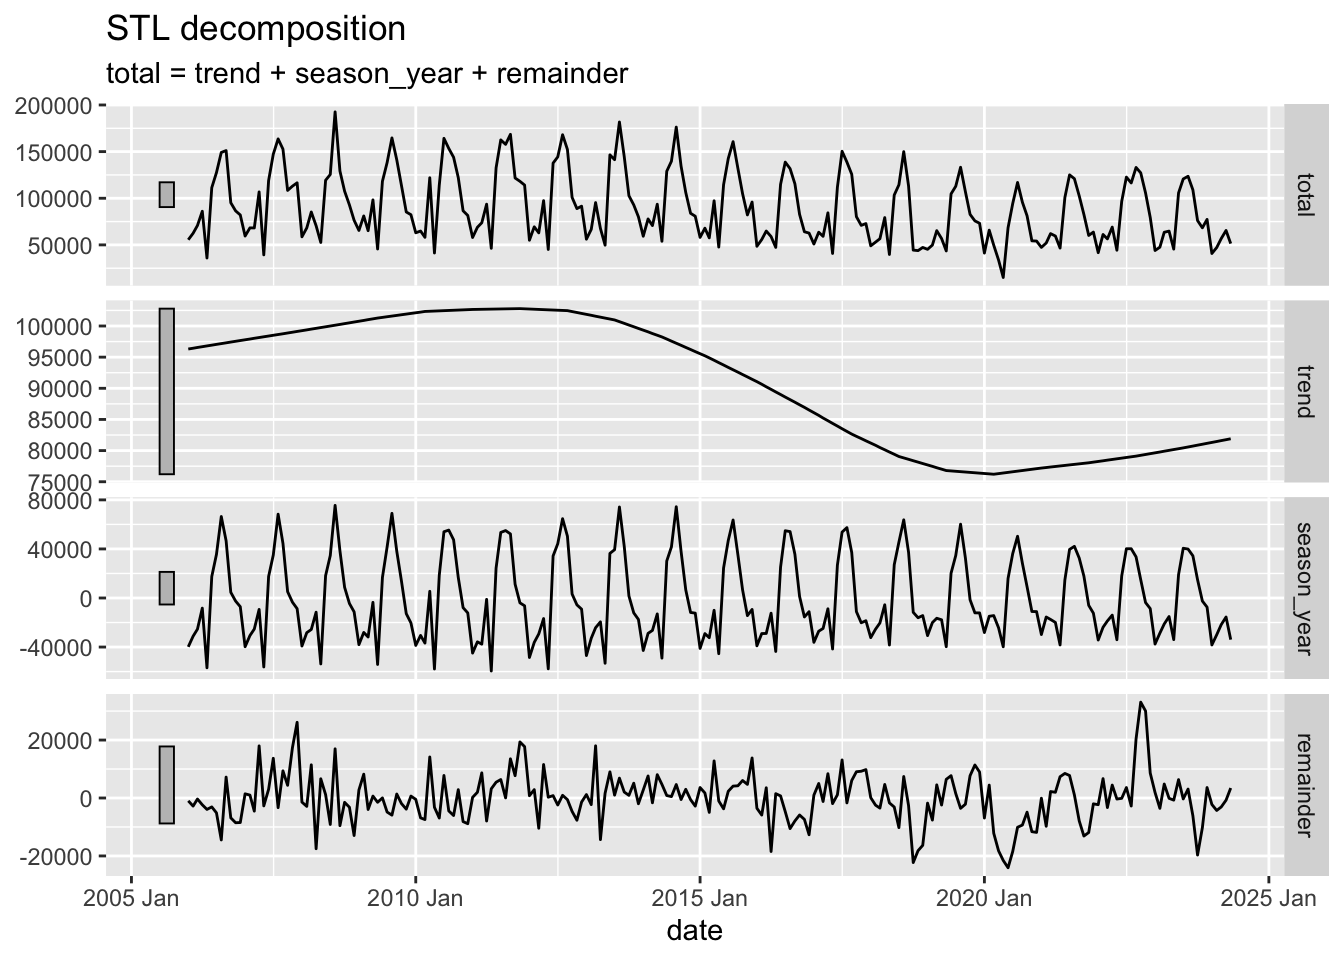 STL decomposition
total = trend + season_year + remainder
200000
150000
100000
50000
total
100000
95000
90000
85000
80000
75000
trend
80000
40000
0
-40000
season_year
20000
0
-20000
remainder
2005 Jan 2010 Jan 2015 Jan 2020 Jan 2025 Jan
date